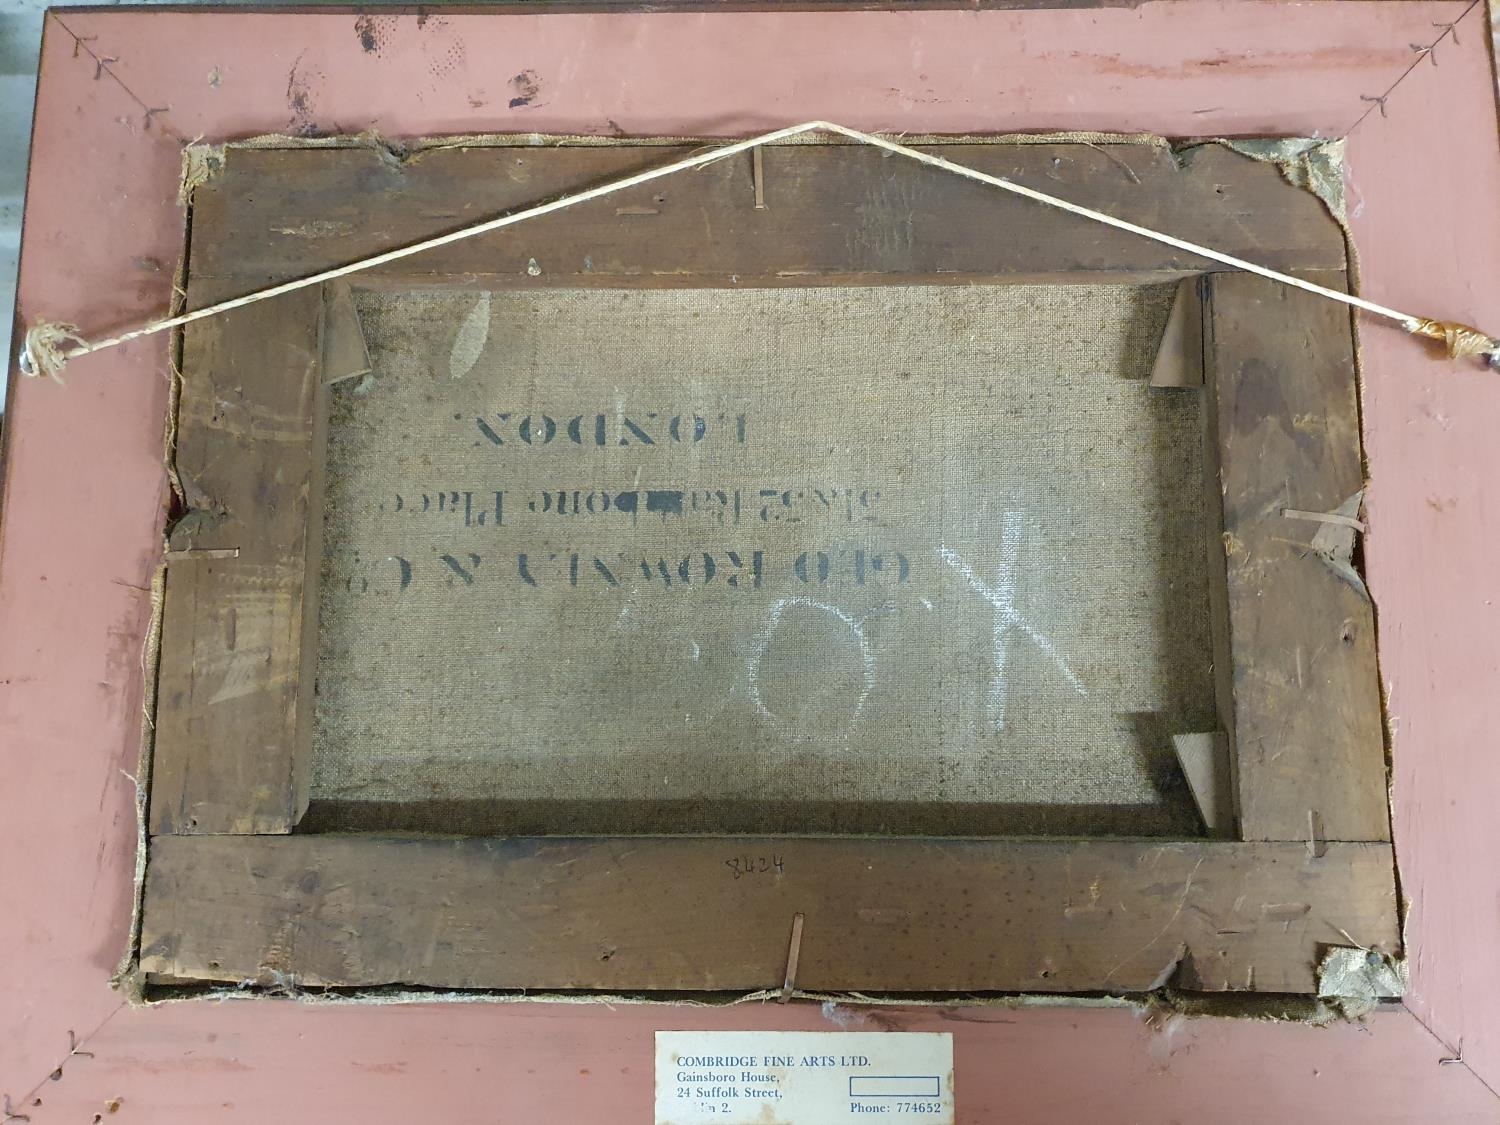 GEO ROWNEY & Co
51 & 52 Rathbone Place
LONDON.
8424
COMBRIDGE FINE ARTS LTD.
Gainsboro House,
24 Suffolk Street,
2.
Phone: 774652